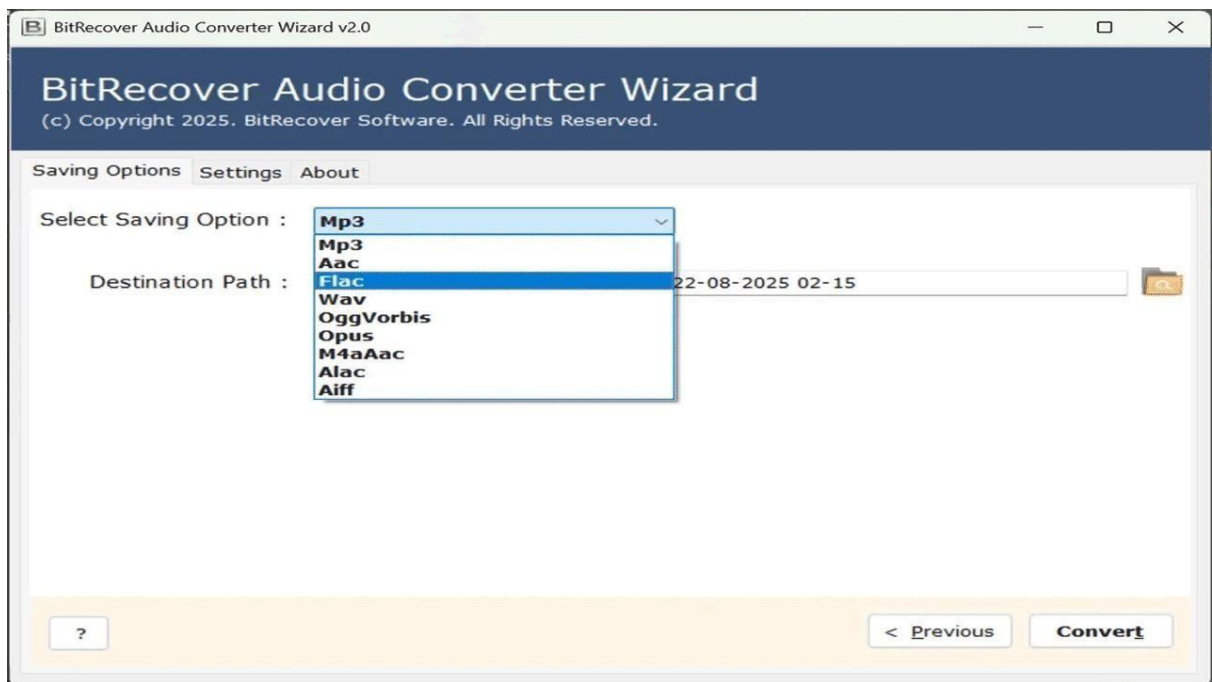 BitRecover Audio Converter Wizard v2.0
BitRecover Audio Converter Wizard
(c) Copyright 2025. BitRecover Software. All Rights Reserved.
Saving Options Settings About
Select Saving Option : Mp3
Mp3
Aac
Destination Path : Flac 22-08-2025 02-15
Wav
OggVorbis
Opus
M4aAac
Alac
Aiff
? < Previous Convert